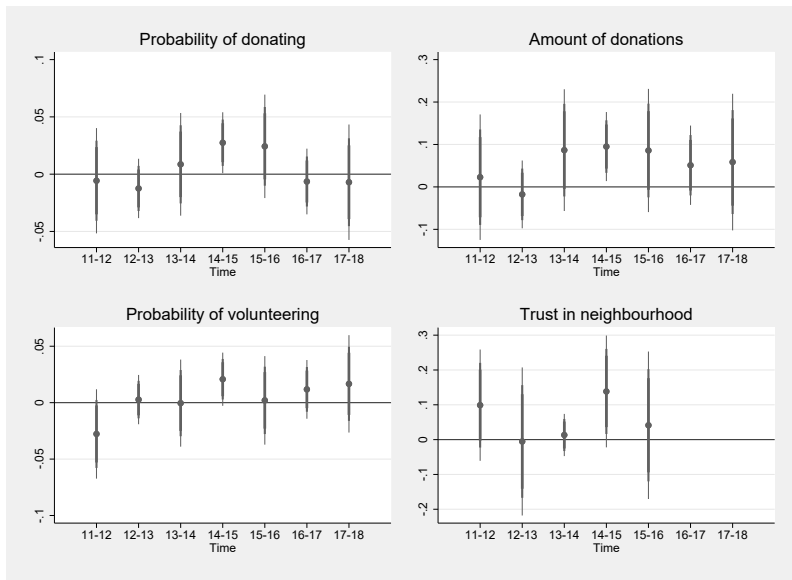 Probability of donating
.1
.05
0
-.05
11-12 12-13 13-14 14-15 15-16 16-17 17-18
Time
Amount of donations
.3
.2
.1
0
-.1
11-12 12-13 13-14 14-15 15-16 16-17 17-18
Time
Probability of volunteering
.05
0
-.05
-.1
11-12 12-13 13-14 14-15 15-16 16-17 17-18
Time
Trust in neighbourhood
.3
.2
.1
0
-.1
-.2
11-12 12-13 13-14 14-15 15-16 16-17 17-18
Time